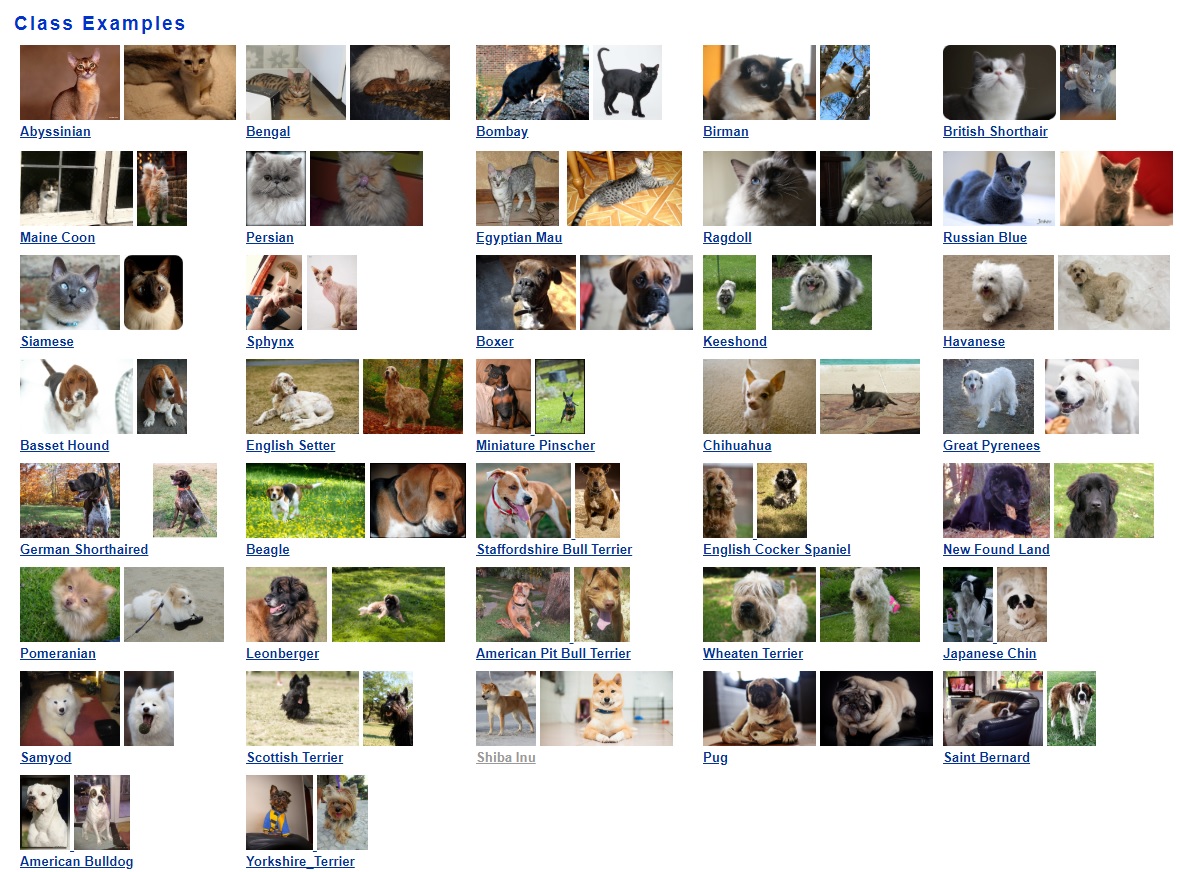 Class Examples
Abyssinian
Bengal
Bombay
Birman
British Shorthair
Maine Coon
Persian
Egyptian Mau
Ragdoll
Russian Blue
Siamese
Sphynx
Boxer
Keeshond
Havanese
Basset Hound
English Setter
Miniature Pinscher
Chihuahua
Great Pyrenees
German Shorthaired
Beagle
Staffordshire Bull Terrier
English Cocker Spaniel
New Found Land
Pomeranian
Leonberger
American Pit Bull Terrier
Wheaten Terrier
Japanese Chin
Samyod
Scottish Terrier
Shiba Inu
Pug
Saint Bernard
American Bulldog
Yorkshire_Terrier